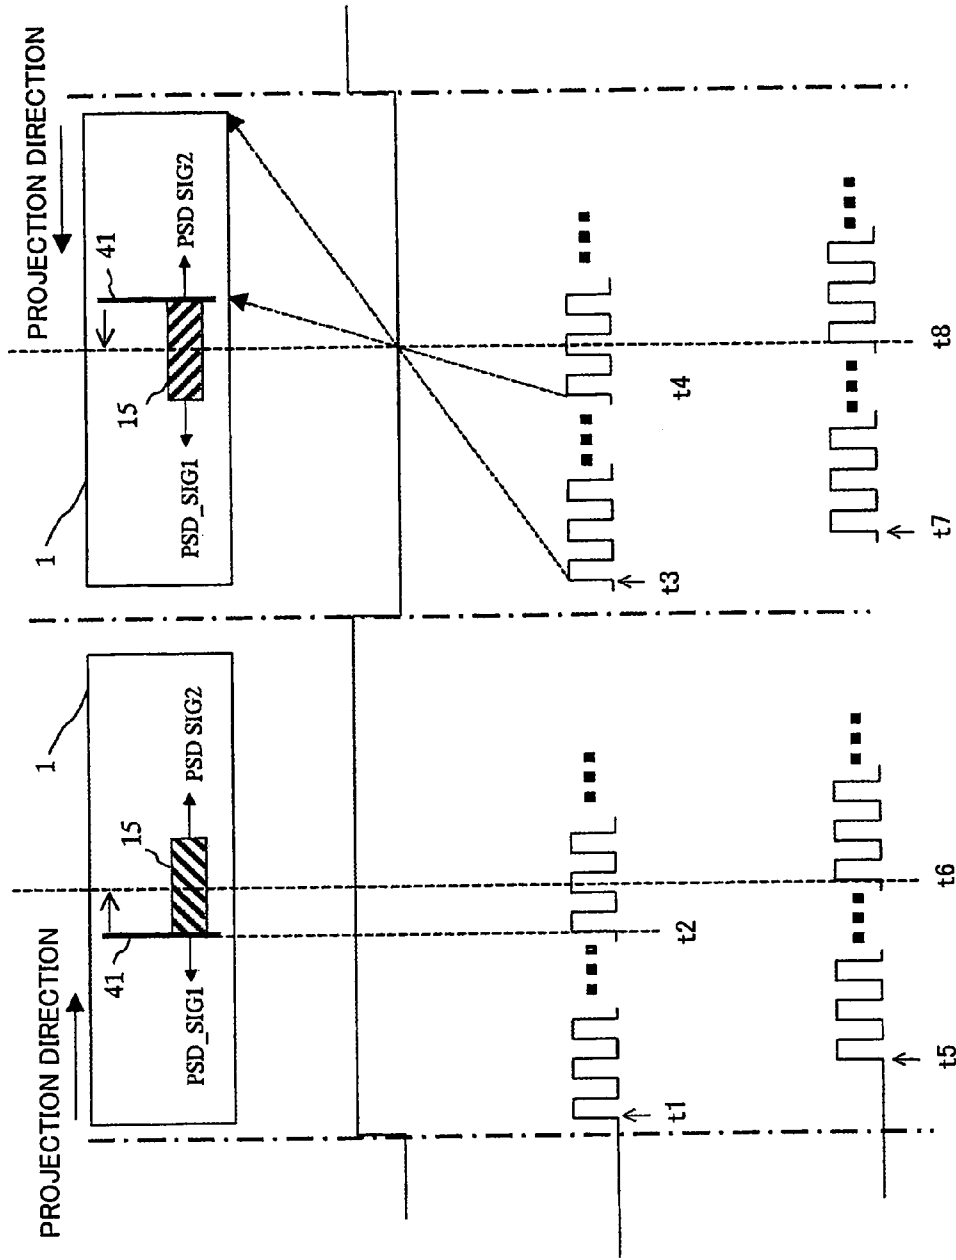 PROJECTION DIRECTION
1
41
15
PSD_SIG1
PSD SIG2
t1
t2
t5
t6
PROJECTION DIRECTION
1
15
41
PSD_SIG1
PSD SIG2
t3
t4
t7
t8